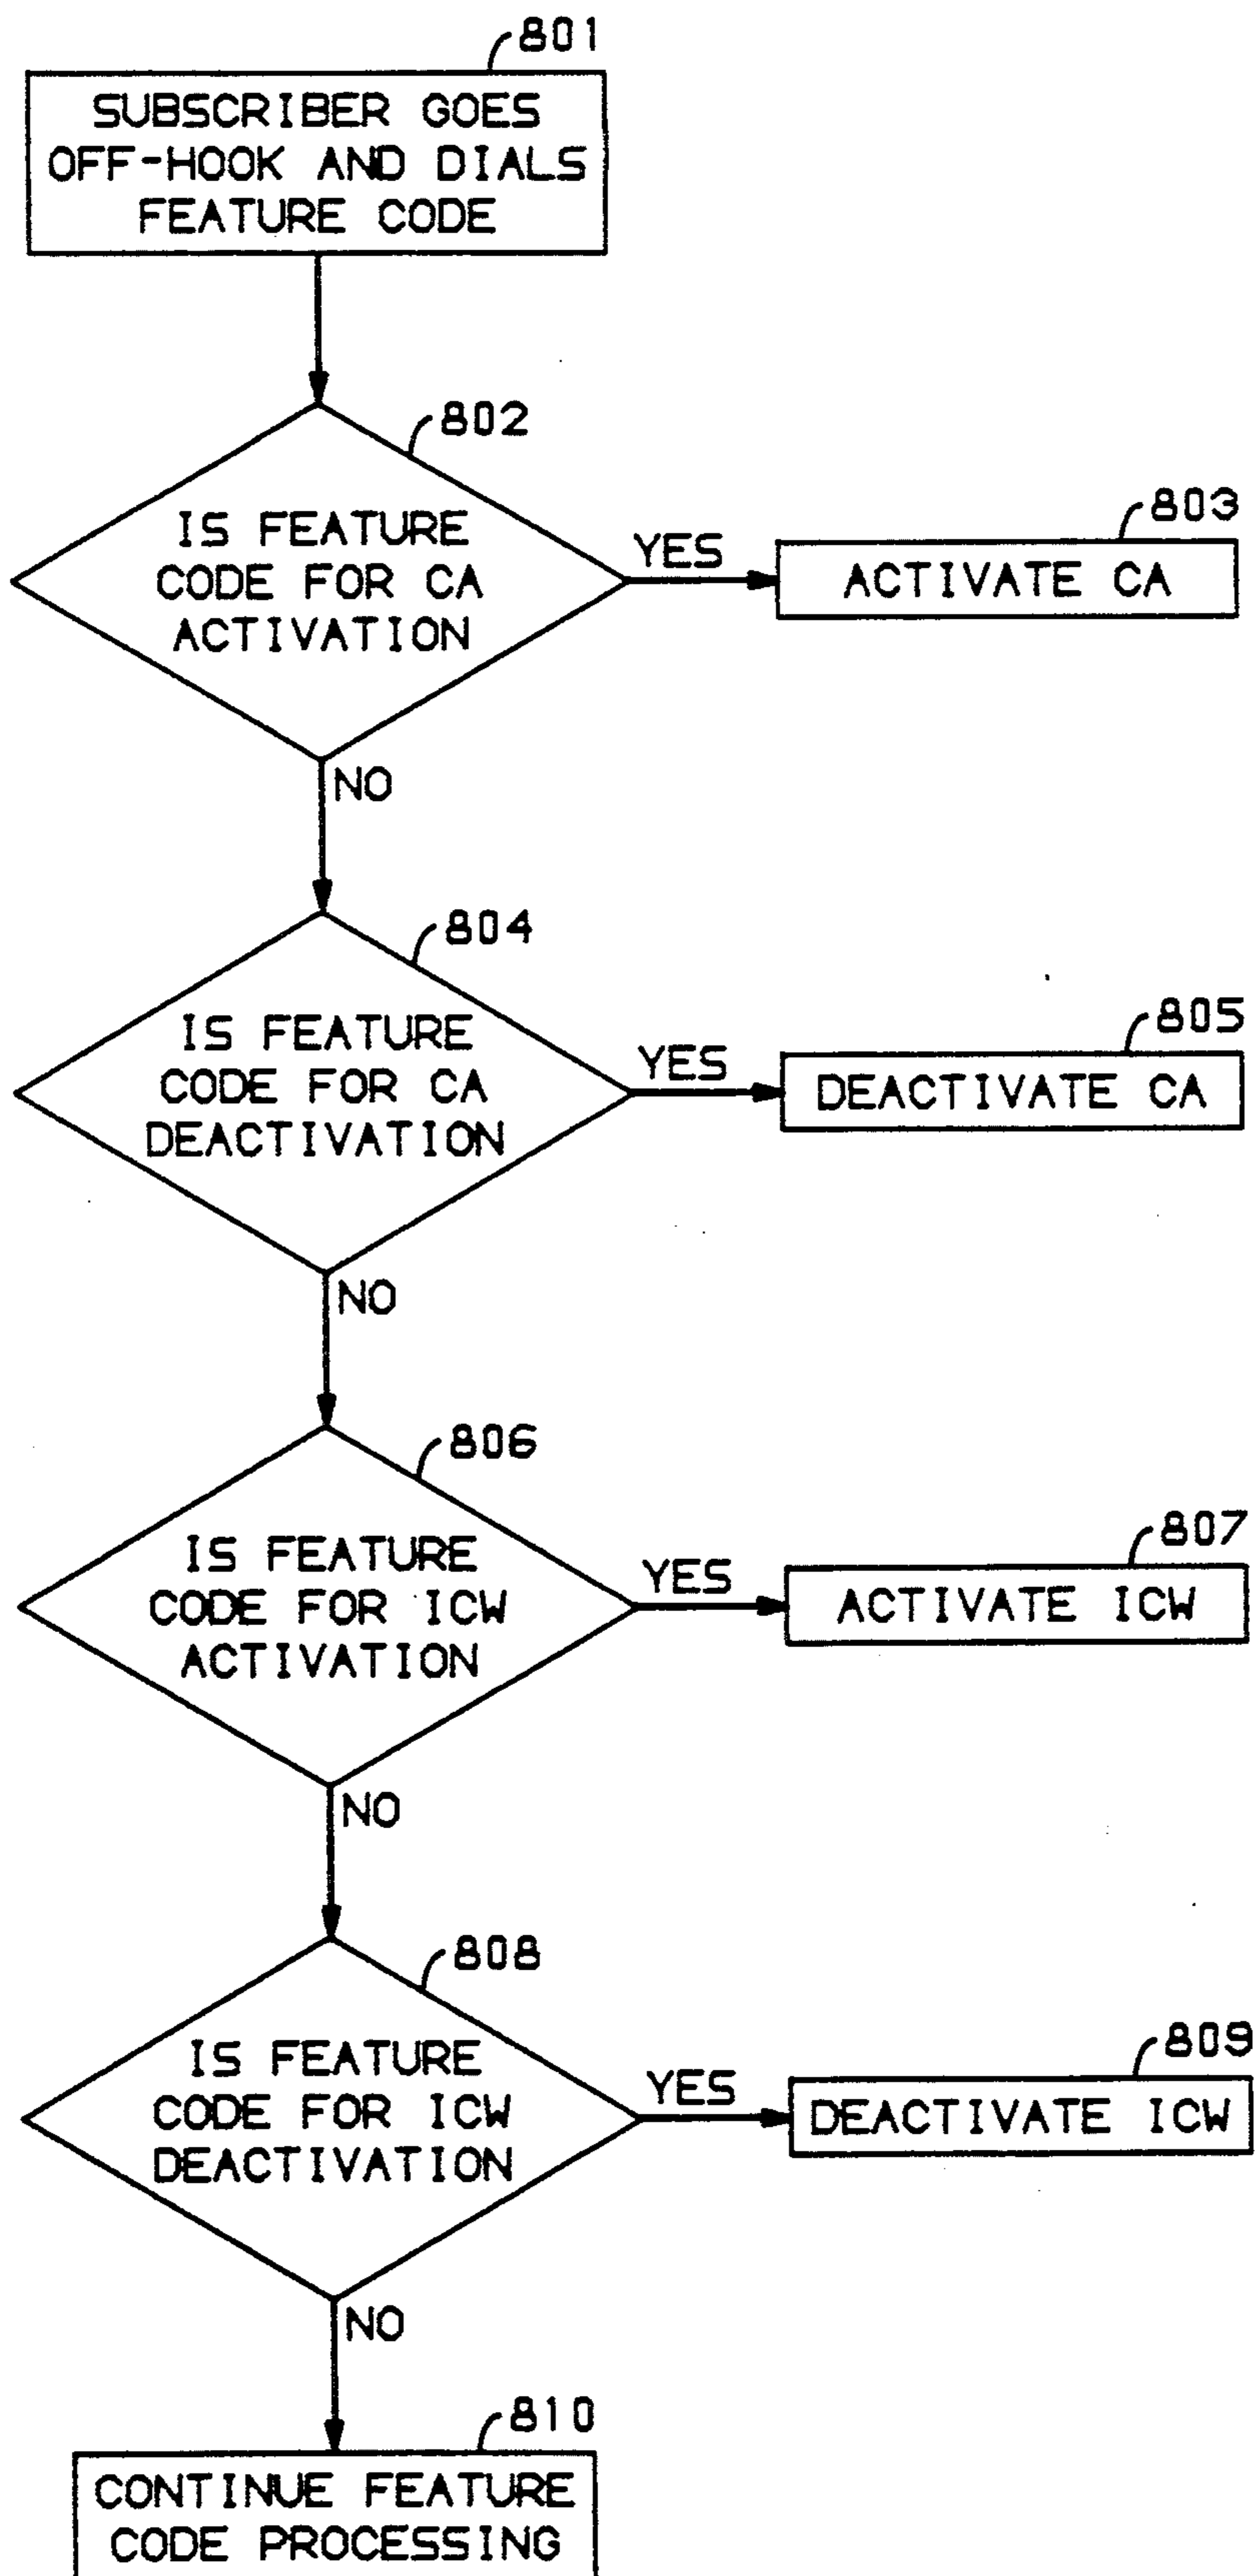 801
SUBSCRIBER GOES
OFF-HOOK AND DIALS
FEATURE CODE
802
IS FEATURE
CODE FOR CA
ACTIVATION
YES
803
ACTIVATE CA
NO
804
IS FEATURE
CODE FOR CA
DEACTIVATION
YES
805
DEACTIVATE CA
NO
806
IS FEATURE
CODE FOR ICW
ACTIVATION
YES
807
ACTIVATE ICW
NO
808
IS FEATURE
CODE FOR ICW
DEACTIVATION
YES
809
DEACTIVATE ICW
NO
810
CONTINUE FEATURE
CODE PROCESSING